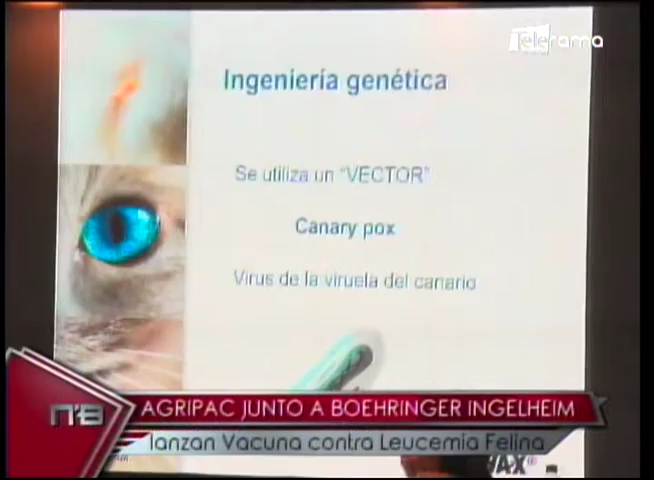 Telerama
Ingeniería genética
Se utiliza un "VECTOR"
Canary pox
Virus de la viruela del canario
AGRIPAC JUNTO A BOEHRINGER INGELHEIM
lanzan Vacuna contra Leucemia Felina